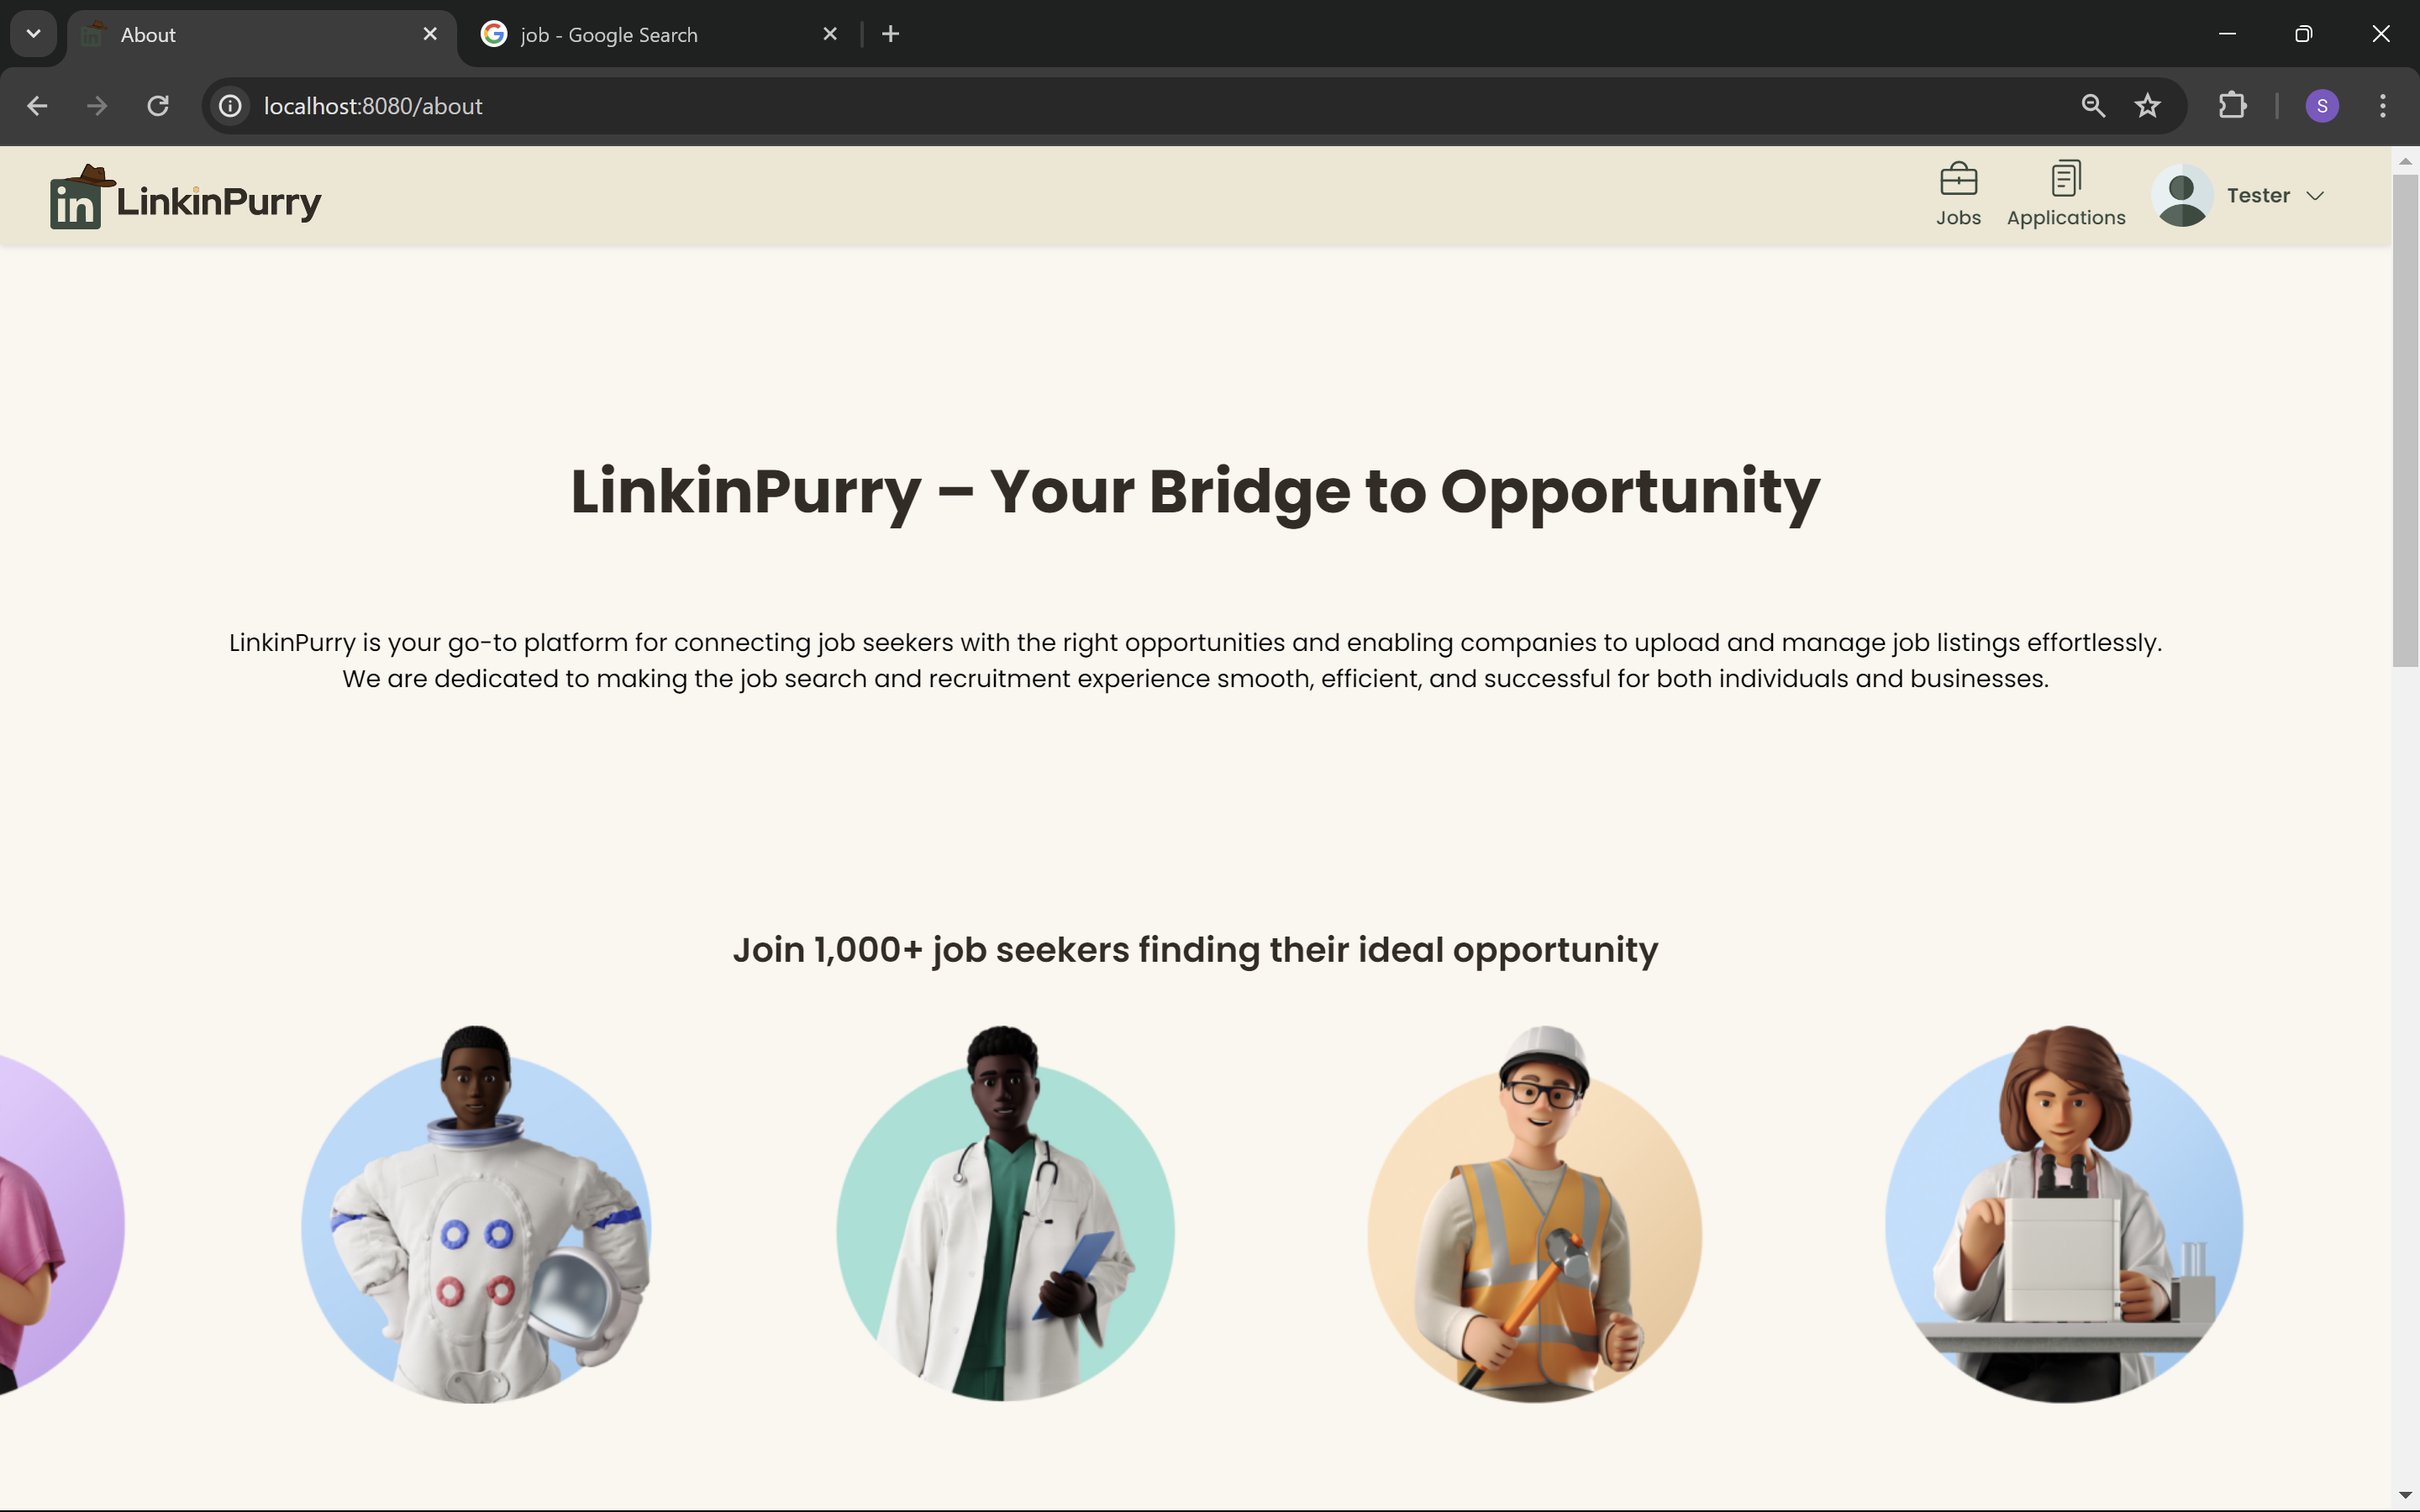 About
job - Google Search
localhost:8080/about
S
in LinkinPurry
Jobs
Applications
Tester
LinkinPurry – Your Bridge to Opportunity
LinkinPurry is your go-to platform for connecting job seekers with the right opportunities and enabling companies to upload and manage job listings effortlessly.
We are dedicated to making the job search and recruitment experience smooth, efficient, and successful for both individuals and businesses.
Join 1,000+ job seekers finding their ideal opportunity